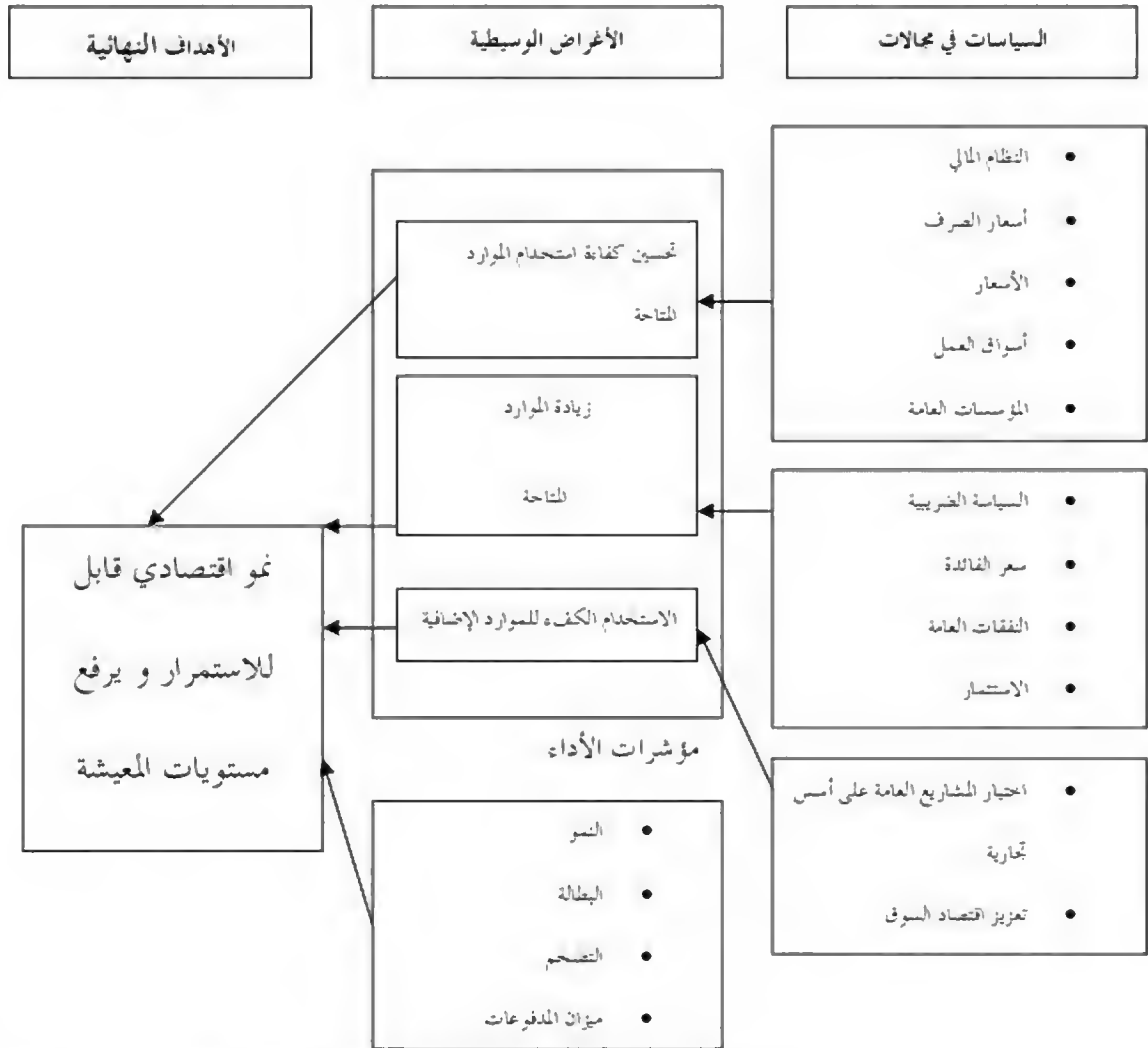 السياسات في مجالات
الأغراض الوسيطية
الأهداف النهائية
• النظام المالي
• أسعار الصرف
• الأسعار
• أسواق العمل
• المؤسسات العامة
• السياسة الضريبية
• سعر الفائدة
• النفقات العامة
• الاستثمار
• اختيار المشاريع العامة على أسس
تجارية
• تعزيز اقتصاد السوق
تحسين كفاءة استخدام الموارد
المتاحة
زيادة الموارد
المتاحة
الاستخدام الكفء للموارد الإضافية
مؤشرات الأداء
• النمو
• البطالة
• التضخم
• ميزان المدفوعات
نمو اقتصادي قابل
للاستمرار و يرفع
مستويات المعيشة